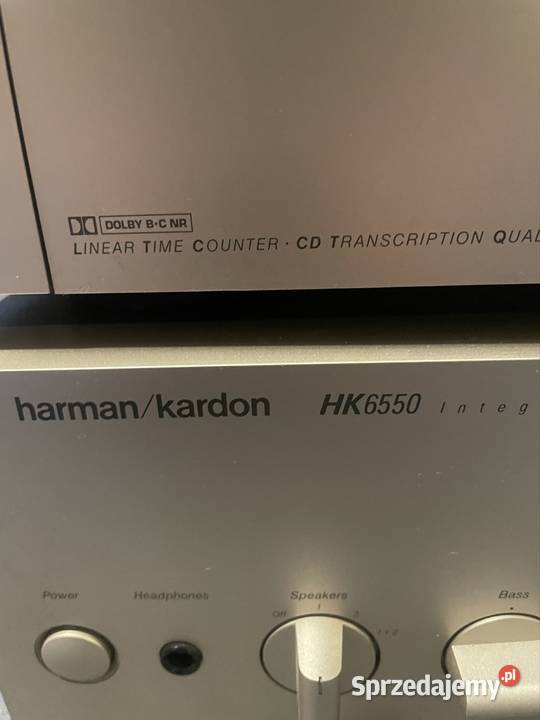 DOLBY B·C NR
LINEAR TIME COUNTER · CD TRANSCRIPTION QUAL
harman/kardon HK6550 Integ
Power Headphones Speakers Bass
Off 1 2 1+2
Sprzedajemy.pl